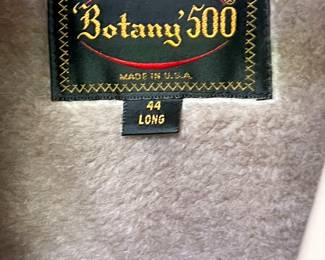 'Botany' 500 ®
MADE IN U.S.A.
44
LONG